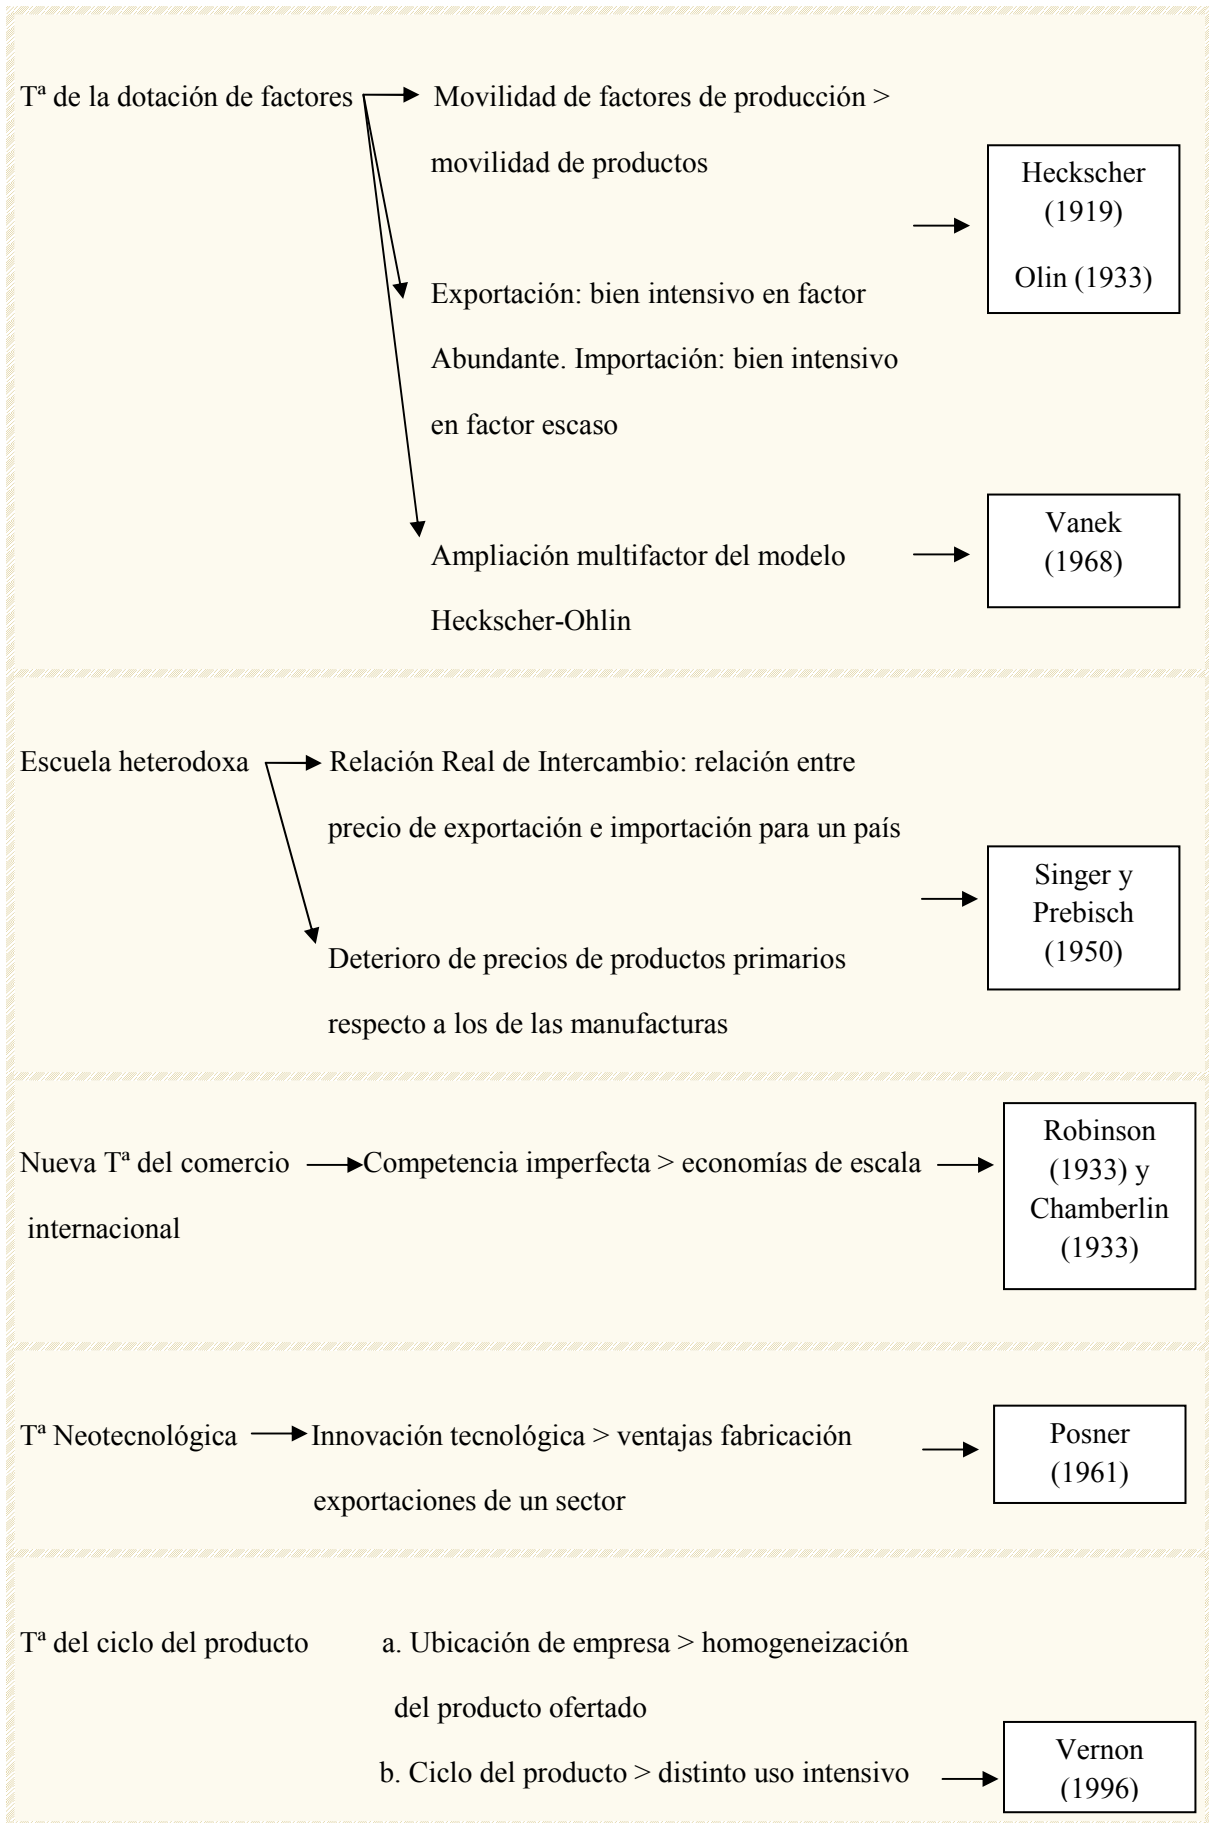 Tª de la dotación de factores
Movilidad de factores de producción >
movilidad de productos
Heckscher
(1919)
Olin (1933)
Exportación: bien intensivo en factor
Abundante. Importación: bien intensivo
en factor escaso
Ampliación multifactor del modelo
Heckscher-Ohlin
Vanek
(1968)
Escuela heterodoxa
Relación Real de Intercambio: relación entre
precio de exportación e importación para un país
Deterioro de precios de productos primarios
respecto a los de las manufacturas
Singer y
Prebisch
(1950)
Nueva Tª del comercio
internacional
Competencia imperfecta > economías de escala
Robinson
(1933) y
Chamberlin
(1933)
Tª Neotecnológica
Innovación tecnológica > ventajas fabricación
exportaciones de un sector
Posner
(1961)
Tª del ciclo del producto
a. Ubicación de empresa > homogeneización
del producto ofertado
b. Ciclo del producto > distinto uso intensivo
Vernon
(1996)